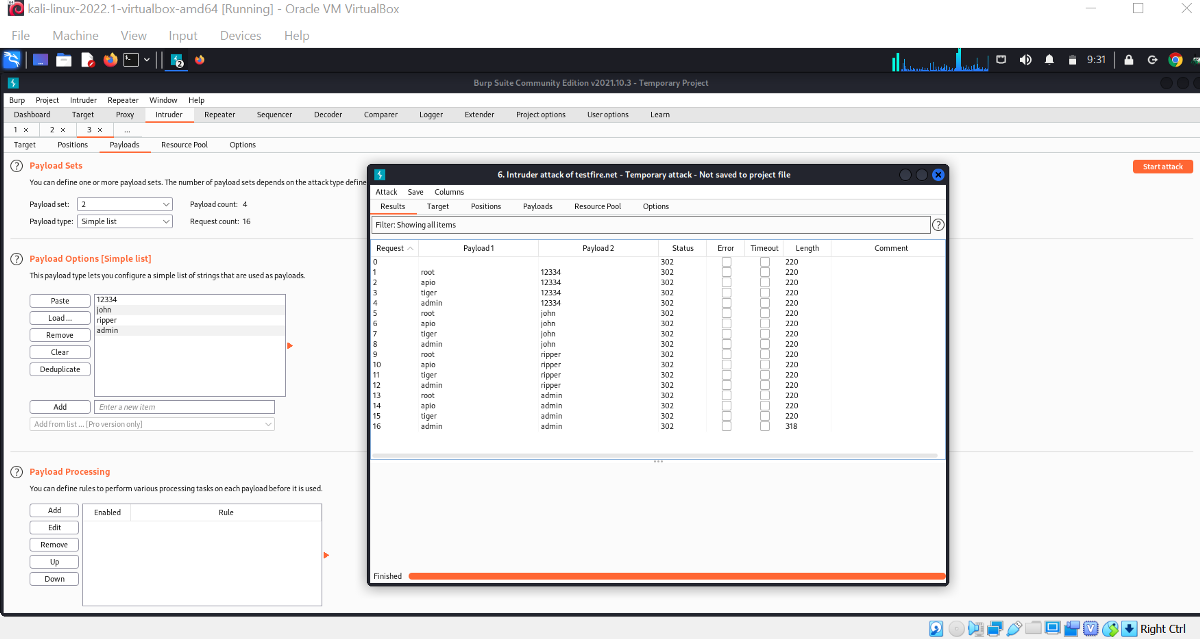 kali-linux-2022.1-virtualbox-amd64 [Running] - Oracle VM VirtualBox
File Machine View Input Devices Help
2 9:31
Burp Suite Community Edition v2021.10.3 - Temporary Project
Burp Project Intruder Repeater Window Help
Dashboard Target Proxy Intruder Repeater Sequencer Decoder Comparer Logger Extender Project options User options Learn
1 × 2 × 3 × ...
Target Positions Payloads Resource Pool Options
? Payload Sets Start attack
You can define one or more payload sets. The number of payload sets depends on the attack type define
Payload set: 2 Payload count: 4
Payload type: Simple list Request count: 16
? Payload Options [Simple list]
This payload type lets you configure a simple list of strings that are used as payloads.
Paste 12334
john
Load... ripper
Remove admin
Clear
Deduplicate
Add Enter a new item
Add from list ... [Pro version only]
? Payload Processing
You can define rules to perform various processing tasks on each payload before it is used.
Add Enabled Rule
Edit
Remove
Up
Down
6. Intruder attack of testfire.net - Temporary attack - Not saved to project file
Attack Save Columns
Results Target Positions Payloads Resource Pool Options
Filter: Showing all items ?
Request Payload 1 Payload 2 Status Error Timeout Length Comment
0 302 220
1 root 12334 302 220
2 apio 12334 302 220
3 tiger 12334 302 220
4 admin 12334 302 220
5 root john 302 220
6 apio john 302 220
7 tiger john 302 220
8 admin john 302 220
9 root ripper 302 220
10 apio ripper 302 220
11 tiger ripper 302 220
12 admin ripper 302 220
13 root admin 302 220
14 apio admin 302 220
15 tiger admin 302 220
16 admin admin 302 318
Finished
Right Ctrl